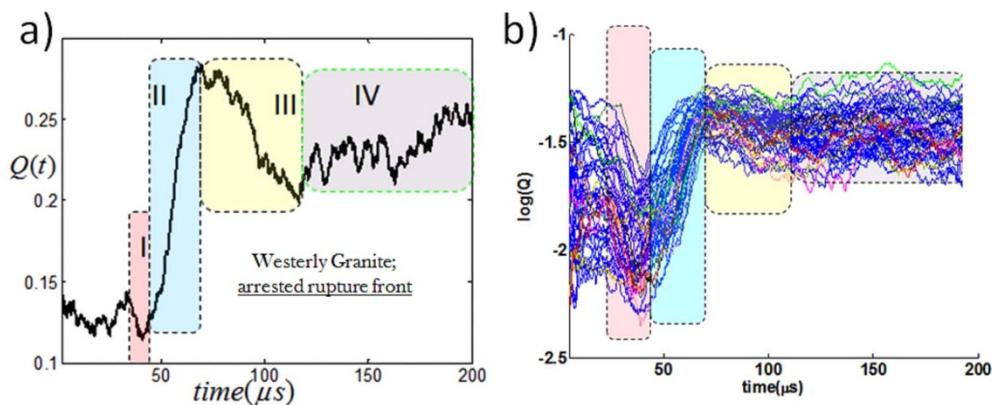 a)
II
III
IV
I
0.25
Q(t)
0.2
0.15
0.1
Westerly Granite;
arrested rupture front
50
100
150
200
time(μs)
b)
-1
-1.5
-2
-2.5
log(Q)
50
100
150
200
time(μs)